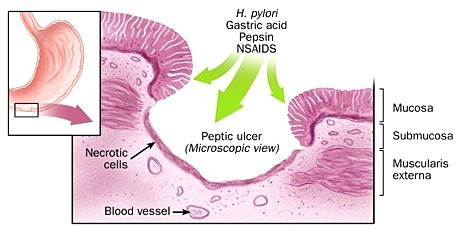 H. pylori
Gastric acid
Pepsin
NSAIDS
Peptic ulcer
(Microscopic view)
Necrotic
cells
Blood vessel
Mucosa
Submucosa
Muscularis
externa